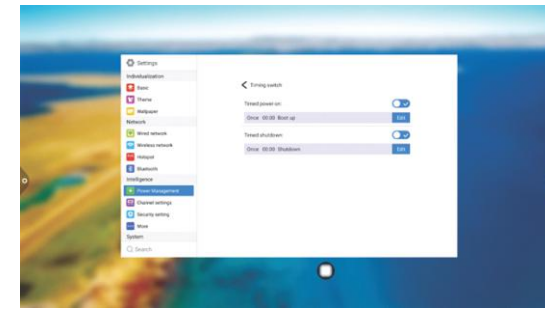 Settings
Individualization
Basic
Theme
Wallpaper
Network
Wired network
Wireless network
Hotspot
Bluetooth
Intelligence
Power Management
Channel settings
Security setting
More
System
Search
Timing switch
Timed power on:
Once 00:00 Boot up
Edit
Timed shutdown:
Once 00:00 Shutdown
Edit